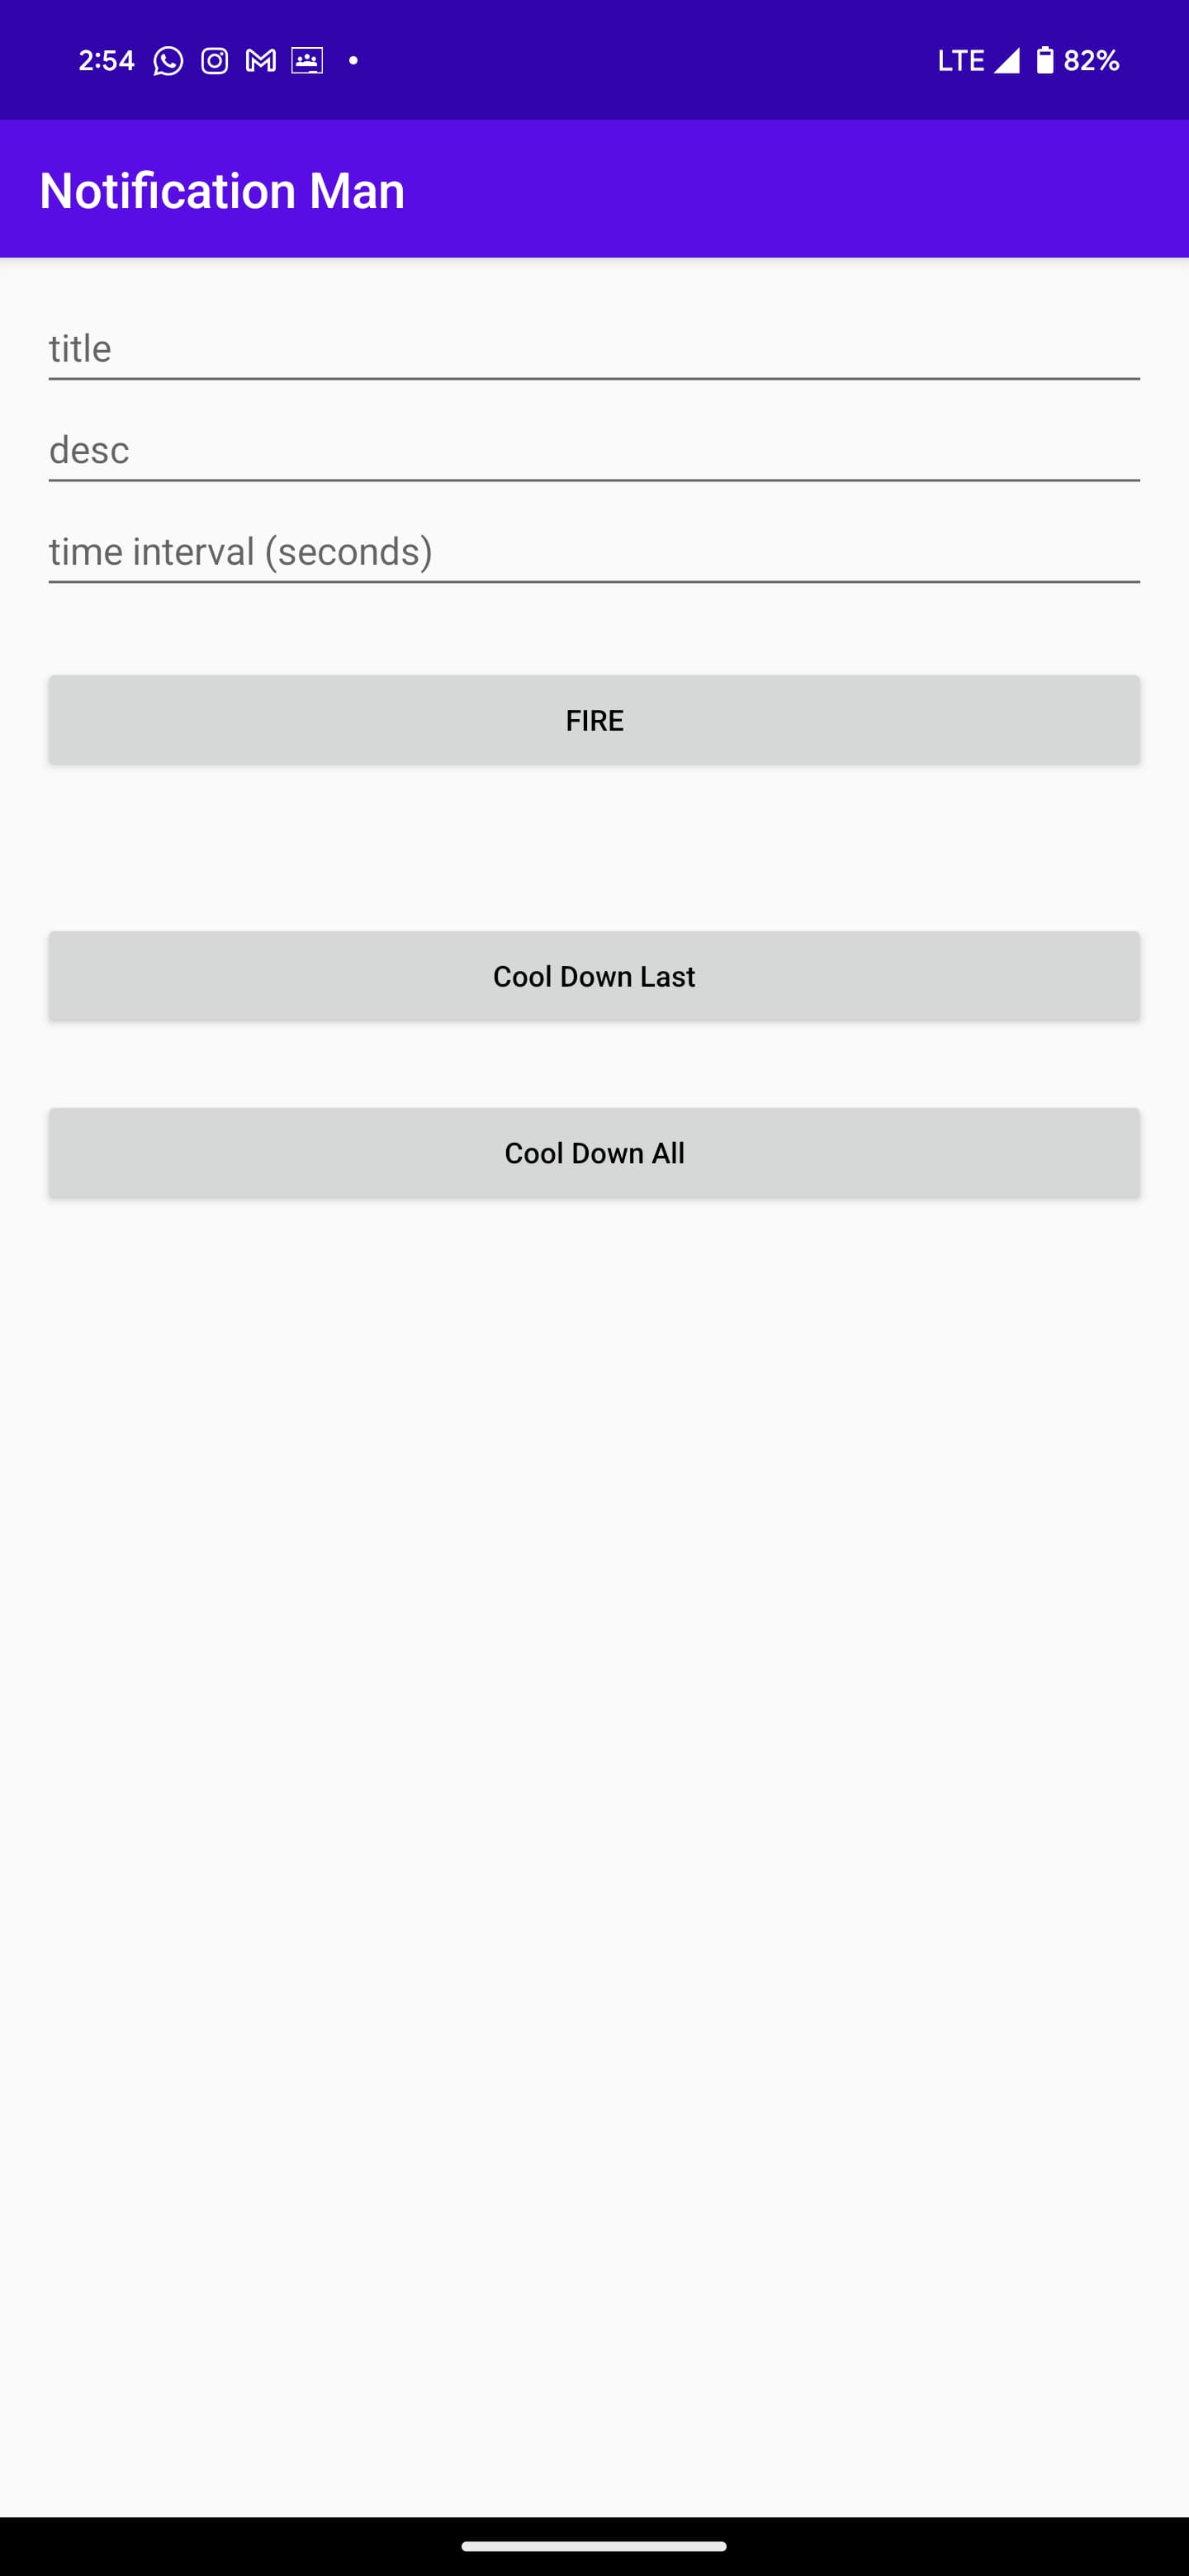 2:54 LTE 82%
Notification Man
title
desc
time interval (seconds)
FIRE
Cool Down Last
Cool Down All